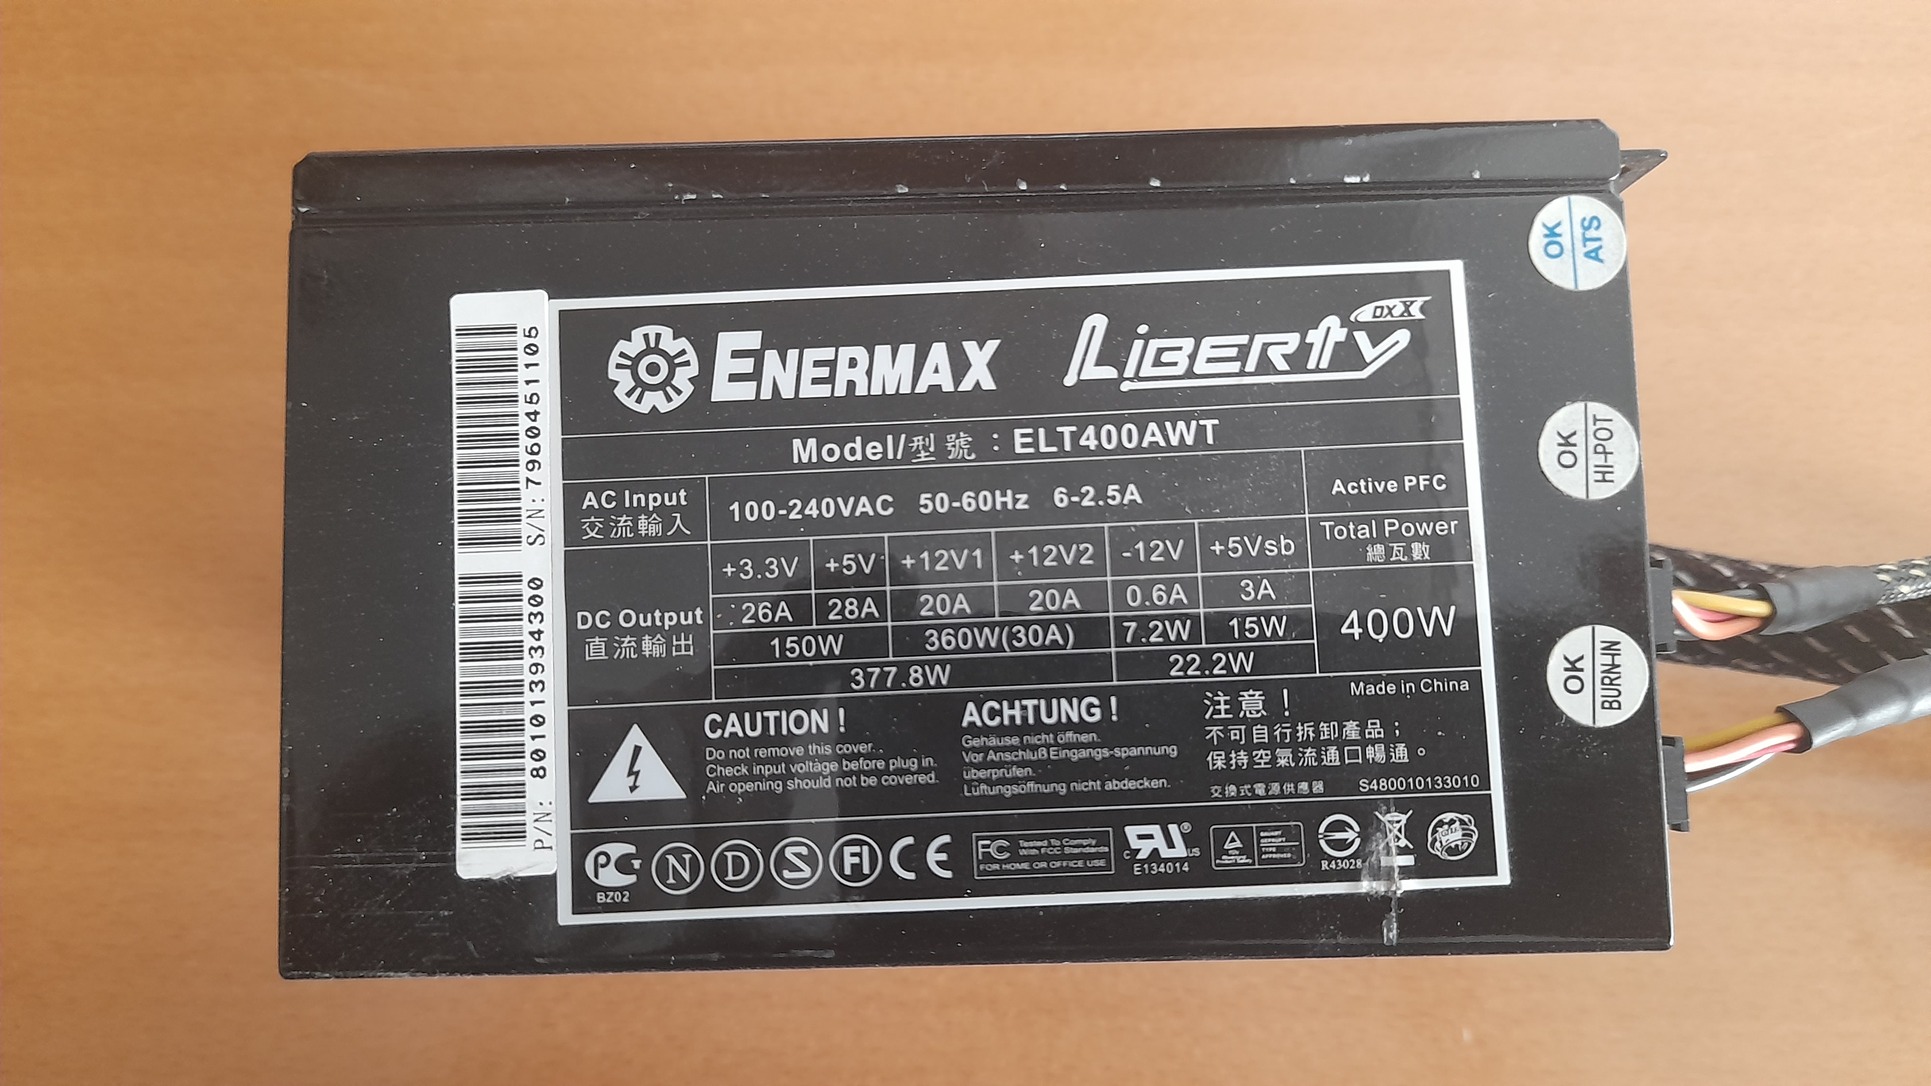 S/N: 7960451105
P/N: 80101393434300
ENERMAX LiBERty DXX
Model/型號：ELT400AWT
AC Input 100-240VAC 50-60Hz 6-2.5A Active PFC
交流輸入
+3.3V +5V +12V1 +12V2 -12V +5Vsb Total Power
總瓦數
DC Output 26A 28A 20A 20A 0.6A 3A 400W
直流輸出 150W 360W(30A) 7.2W 15W
377.8W 22.2W
Made in China
CAUTION !
Do not remove this cover.
Check input voltage before plug in.
Air opening should not be covered.
ACHTUNG !
Gehäuse nicht öffnen.
Vor Anschluß Eingangs-spannung
überprüfen.
Lüftungsöffnung nicht abdecken.
注意！
不可自行拆卸產品；
保持空氣流通口暢通。
交換式電源供應器 S480010133010
PG N D S FI CE
BZ02
FC Tested To Comply
With FCC Standards
FOR HOME OR OFFICE USE
c RU ® US
E134014
R43028
OK
ATS
OK
HI-POT
OK
BURN-IN